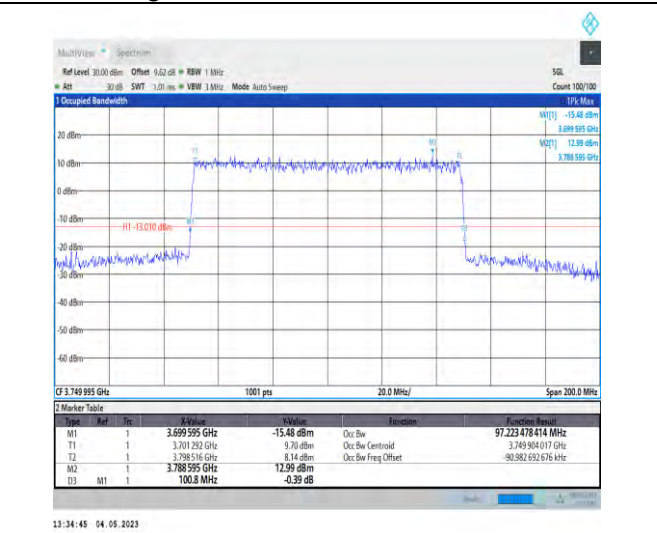 MultiView Spectrum
Ref Level 30.00 dBm Offset 9.62 dB RBW 1 MHz SGL
Att 30 dB SWT 1.01 ms VBW 3 MHz Mode Auto Sweep Count 100/100
1 Occupied Bandwidth 1Pk Max
M1[1] -15.48 dBm
3.699 595 GHz
M2[1] 12.99 dBm
3.788 595 GHz
20 dBm
M2
T1 T2
10 dBm
0 dBm
-10 dBm
M1
H1 -13.010 dBm
-20 dBm
-30 dBm
-40 dBm
-50 dBm
-60 dBm
CF 3.749 995 GHz 1001 pts 20.0 MHz/ Span 200.0 MHz
2 Marker Table
Type Ref Trc X-Value Y-Value Function Function Result
M1 1 3.699 595 GHz -15.48 dBm Occ Bw 97.223 478 414 MHz
T1 1 3.701 292 GHz 9.70 dBm Occ Bw Centroid 3.749 904 017 GHz
T2 1 3.798 516 GHz 8.14 dBm Occ Bw Freq Offset -90.982 692 676 kHz
M2 1 3.788 595 GHz 12.99 dBm
D3 M1 1 100.8 MHz -0.39 dB
13:34:45 04.05.2023